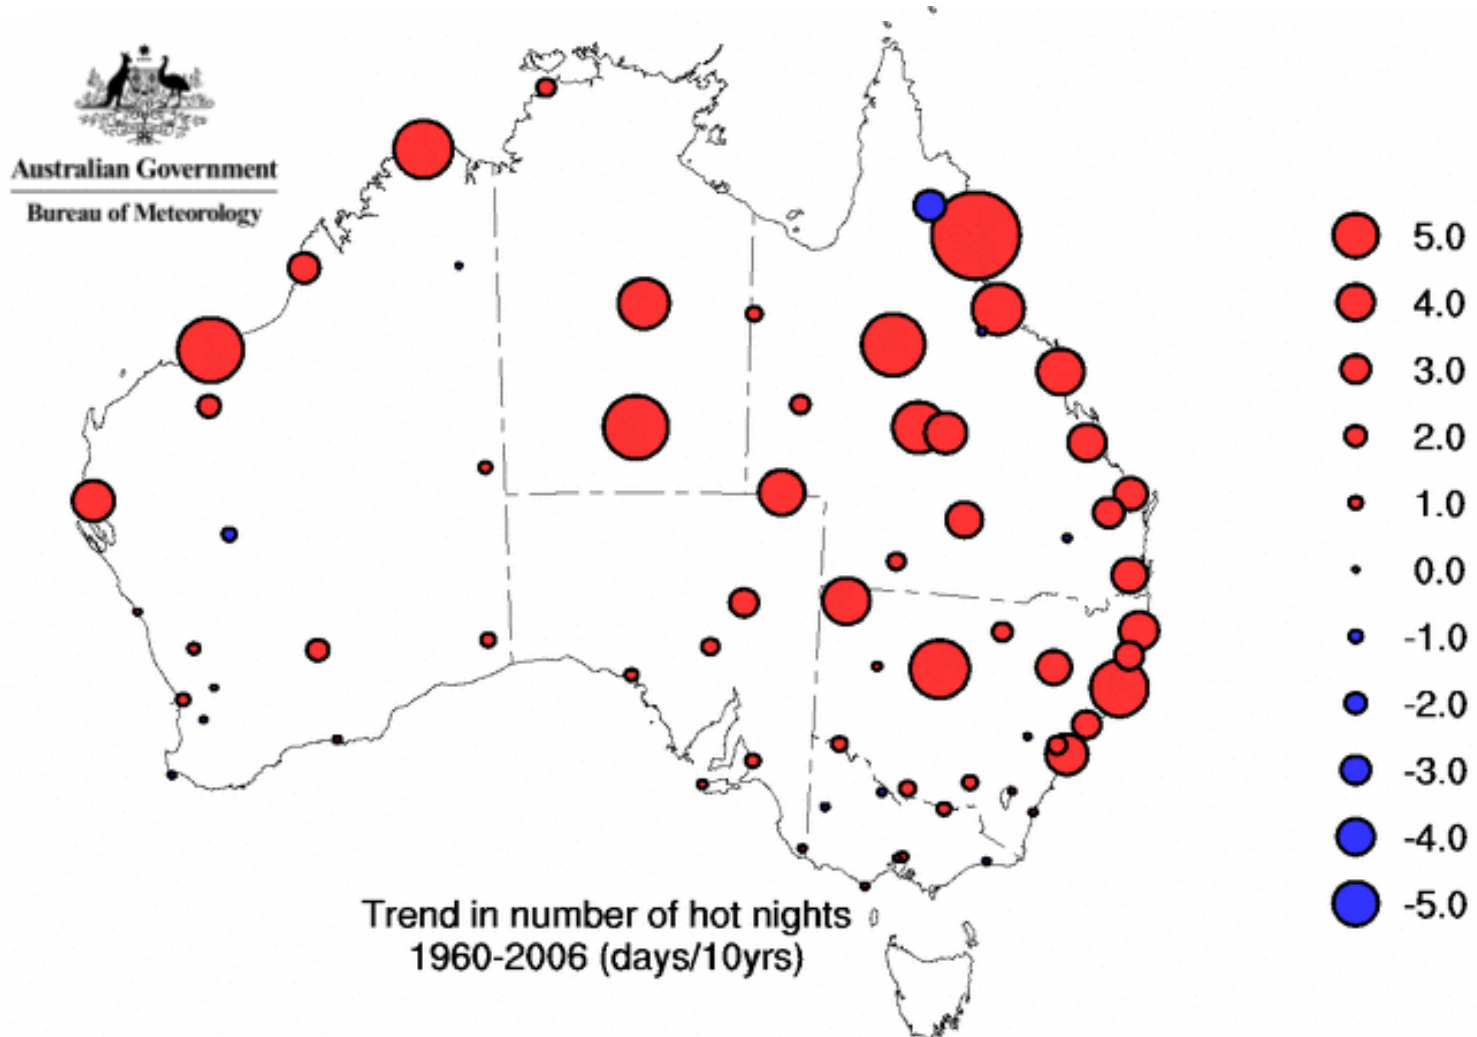 Australian Government
Bureau of Meteorology
5.0
4.0
3.0
2.0
1.0
0.0
-1.0
-2.0
-3.0
-4.0
-5.0
Trend in number of hot nights
1960-2006 (days/10yrs)